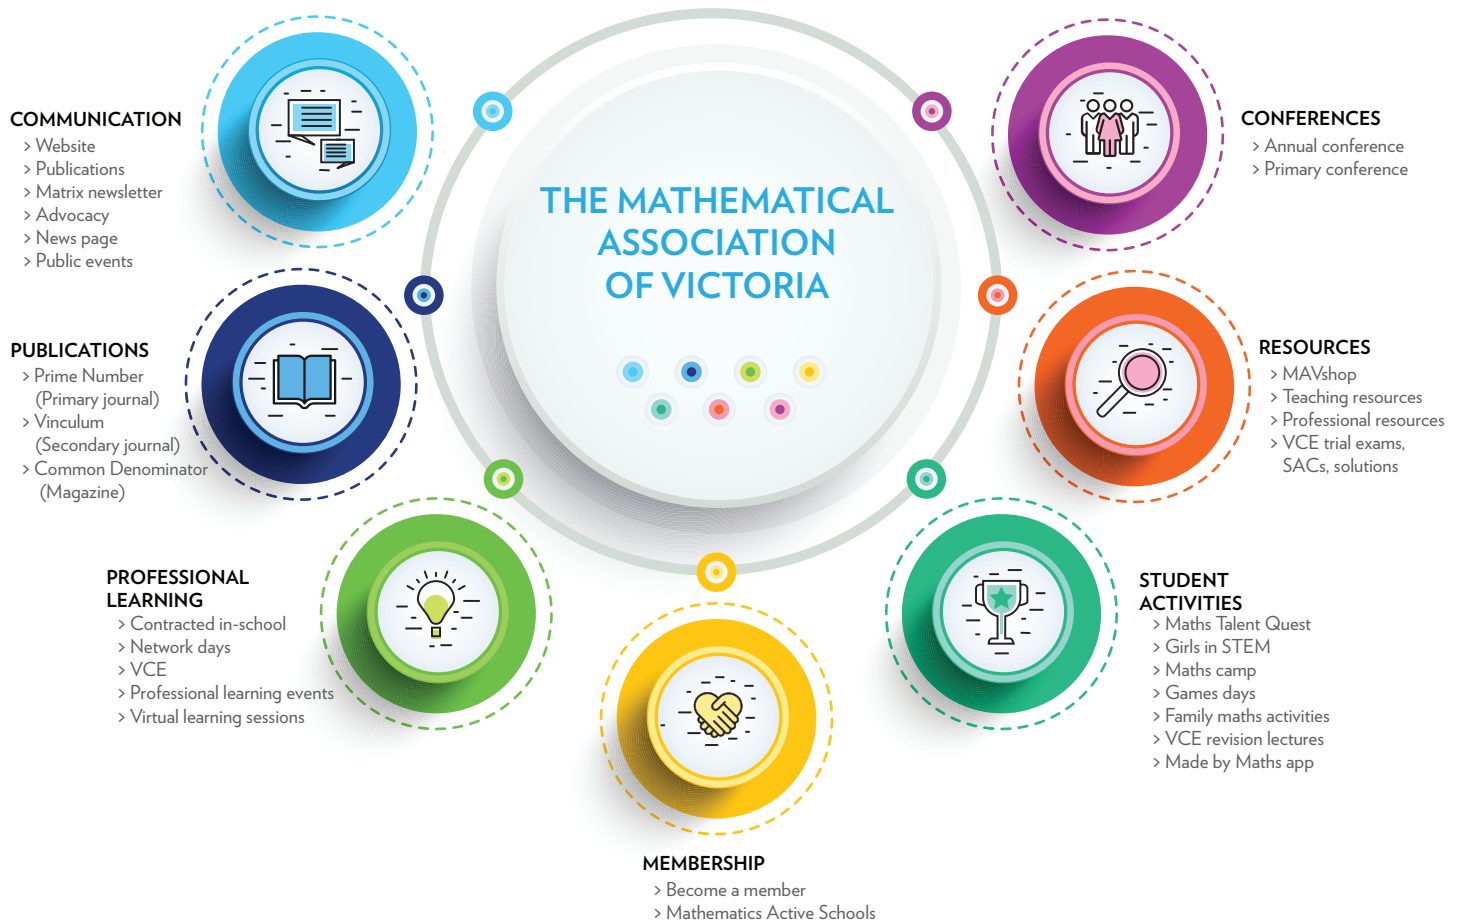 THE MATHEMATICAL
ASSOCIATION
OF VICTORIA
COMMUNICATION
> Website
> Publications
> Matrix newsletter
> Advocacy
> News page
> Public events
PUBLICATIONS
> Prime Number
(Primary journal)
> Vinculum
(Secondary journal)
> Common Denominator
(Magazine)
PROFESSIONAL
LEARNING
> Contracted in-school
> Network days
> VCE
> Professional learning events
> Virtual learning sessions
MEMBERSHIP
> Become a member
> Mathematics Active Schools
STUDENT
ACTIVITIES
> Maths Talent Quest
> Girls in STEM
> Maths camp
> Games days
> Family maths activities
> VCE revision lectures
> Made by Maths app
RESOURCES
> MAVshop
> Teaching resources
> Professional resources
> VCE trial exams,
SACs, solutions
CONFERENCES
> Annual conference
> Primary conference